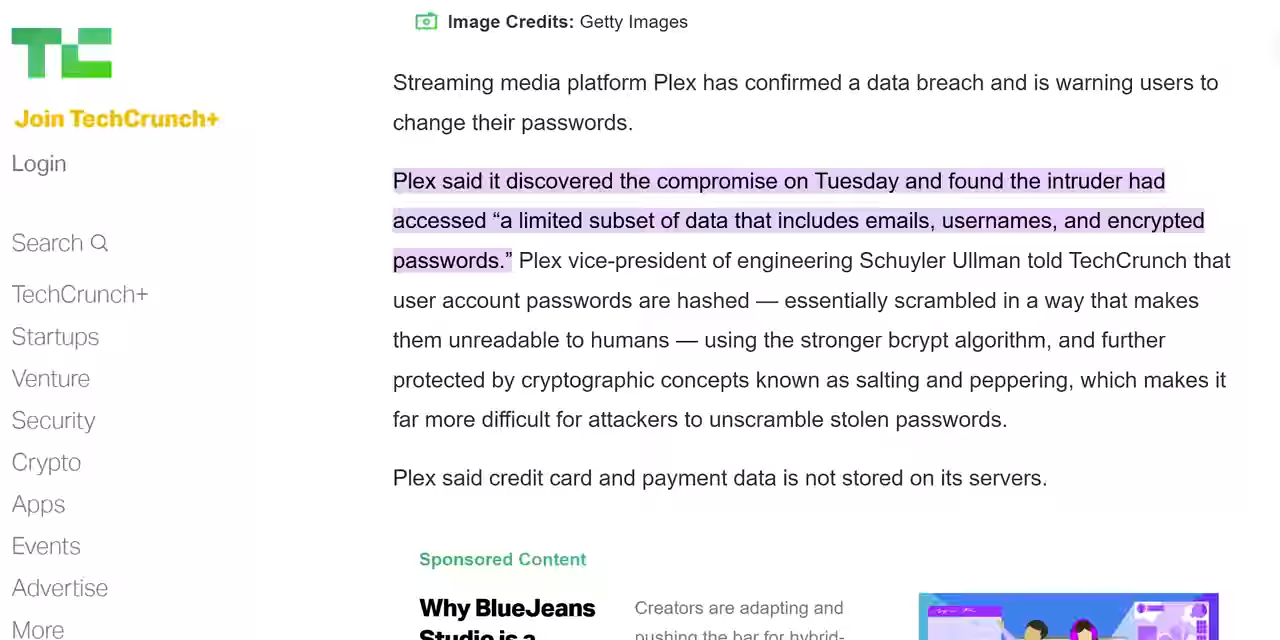 TC
Join TechCrunch+
Login
Search
TechCrunch+
Startups
Venture
Security
Crypto
Apps
Events
Advertise
More
Image Credits: Getty Images
Streaming media platform Plex has confirmed a data breach and is warning users to
change their passwords.
Plex said it discovered the compromise on Tuesday and found the intruder had
accessed “a limited subset of data that includes emails, usernames, and encrypted
passwords.” Plex vice-president of engineering Schuyler Ullman told TechCrunch that
user account passwords are hashed — essentially scrambled in a way that makes
them unreadable to humans — using the stronger bcrypt algorithm, and further
protected by cryptographic concepts known as salting and peppering, which makes it
far more difficult for attackers to unscramble stolen passwords.
Plex said credit card and payment data is not stored on its servers.
Sponsored Content
Why BlueJeans
Studio is a
Creators are adapting and
pushing the bar for hybrid-